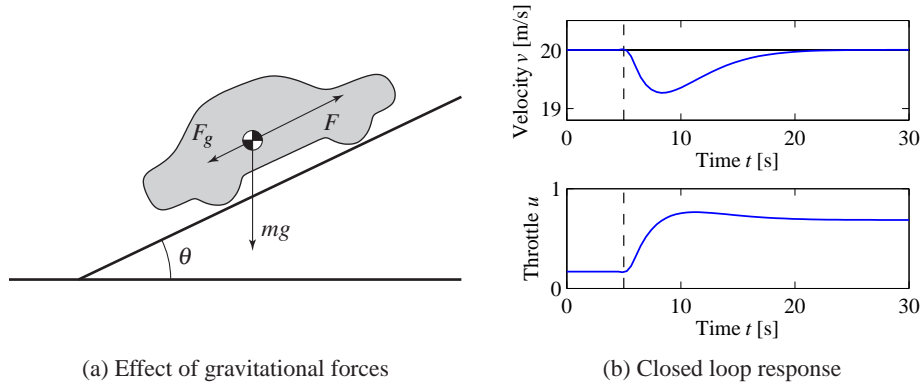 F_g
F
mg
θ
(a) Effect of gravitational forces
Velocity v [m/s]
20
19
0 10 20 30
Time t [s]
Throttle u
1
0
0 10 20 30
Time t [s]
(b) Closed loop response